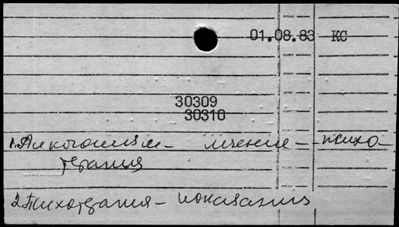 01.08.83 КС
30309
30310
1. Алкоголизм - лечение - психо-
терапия
2. Психотерапия - показания